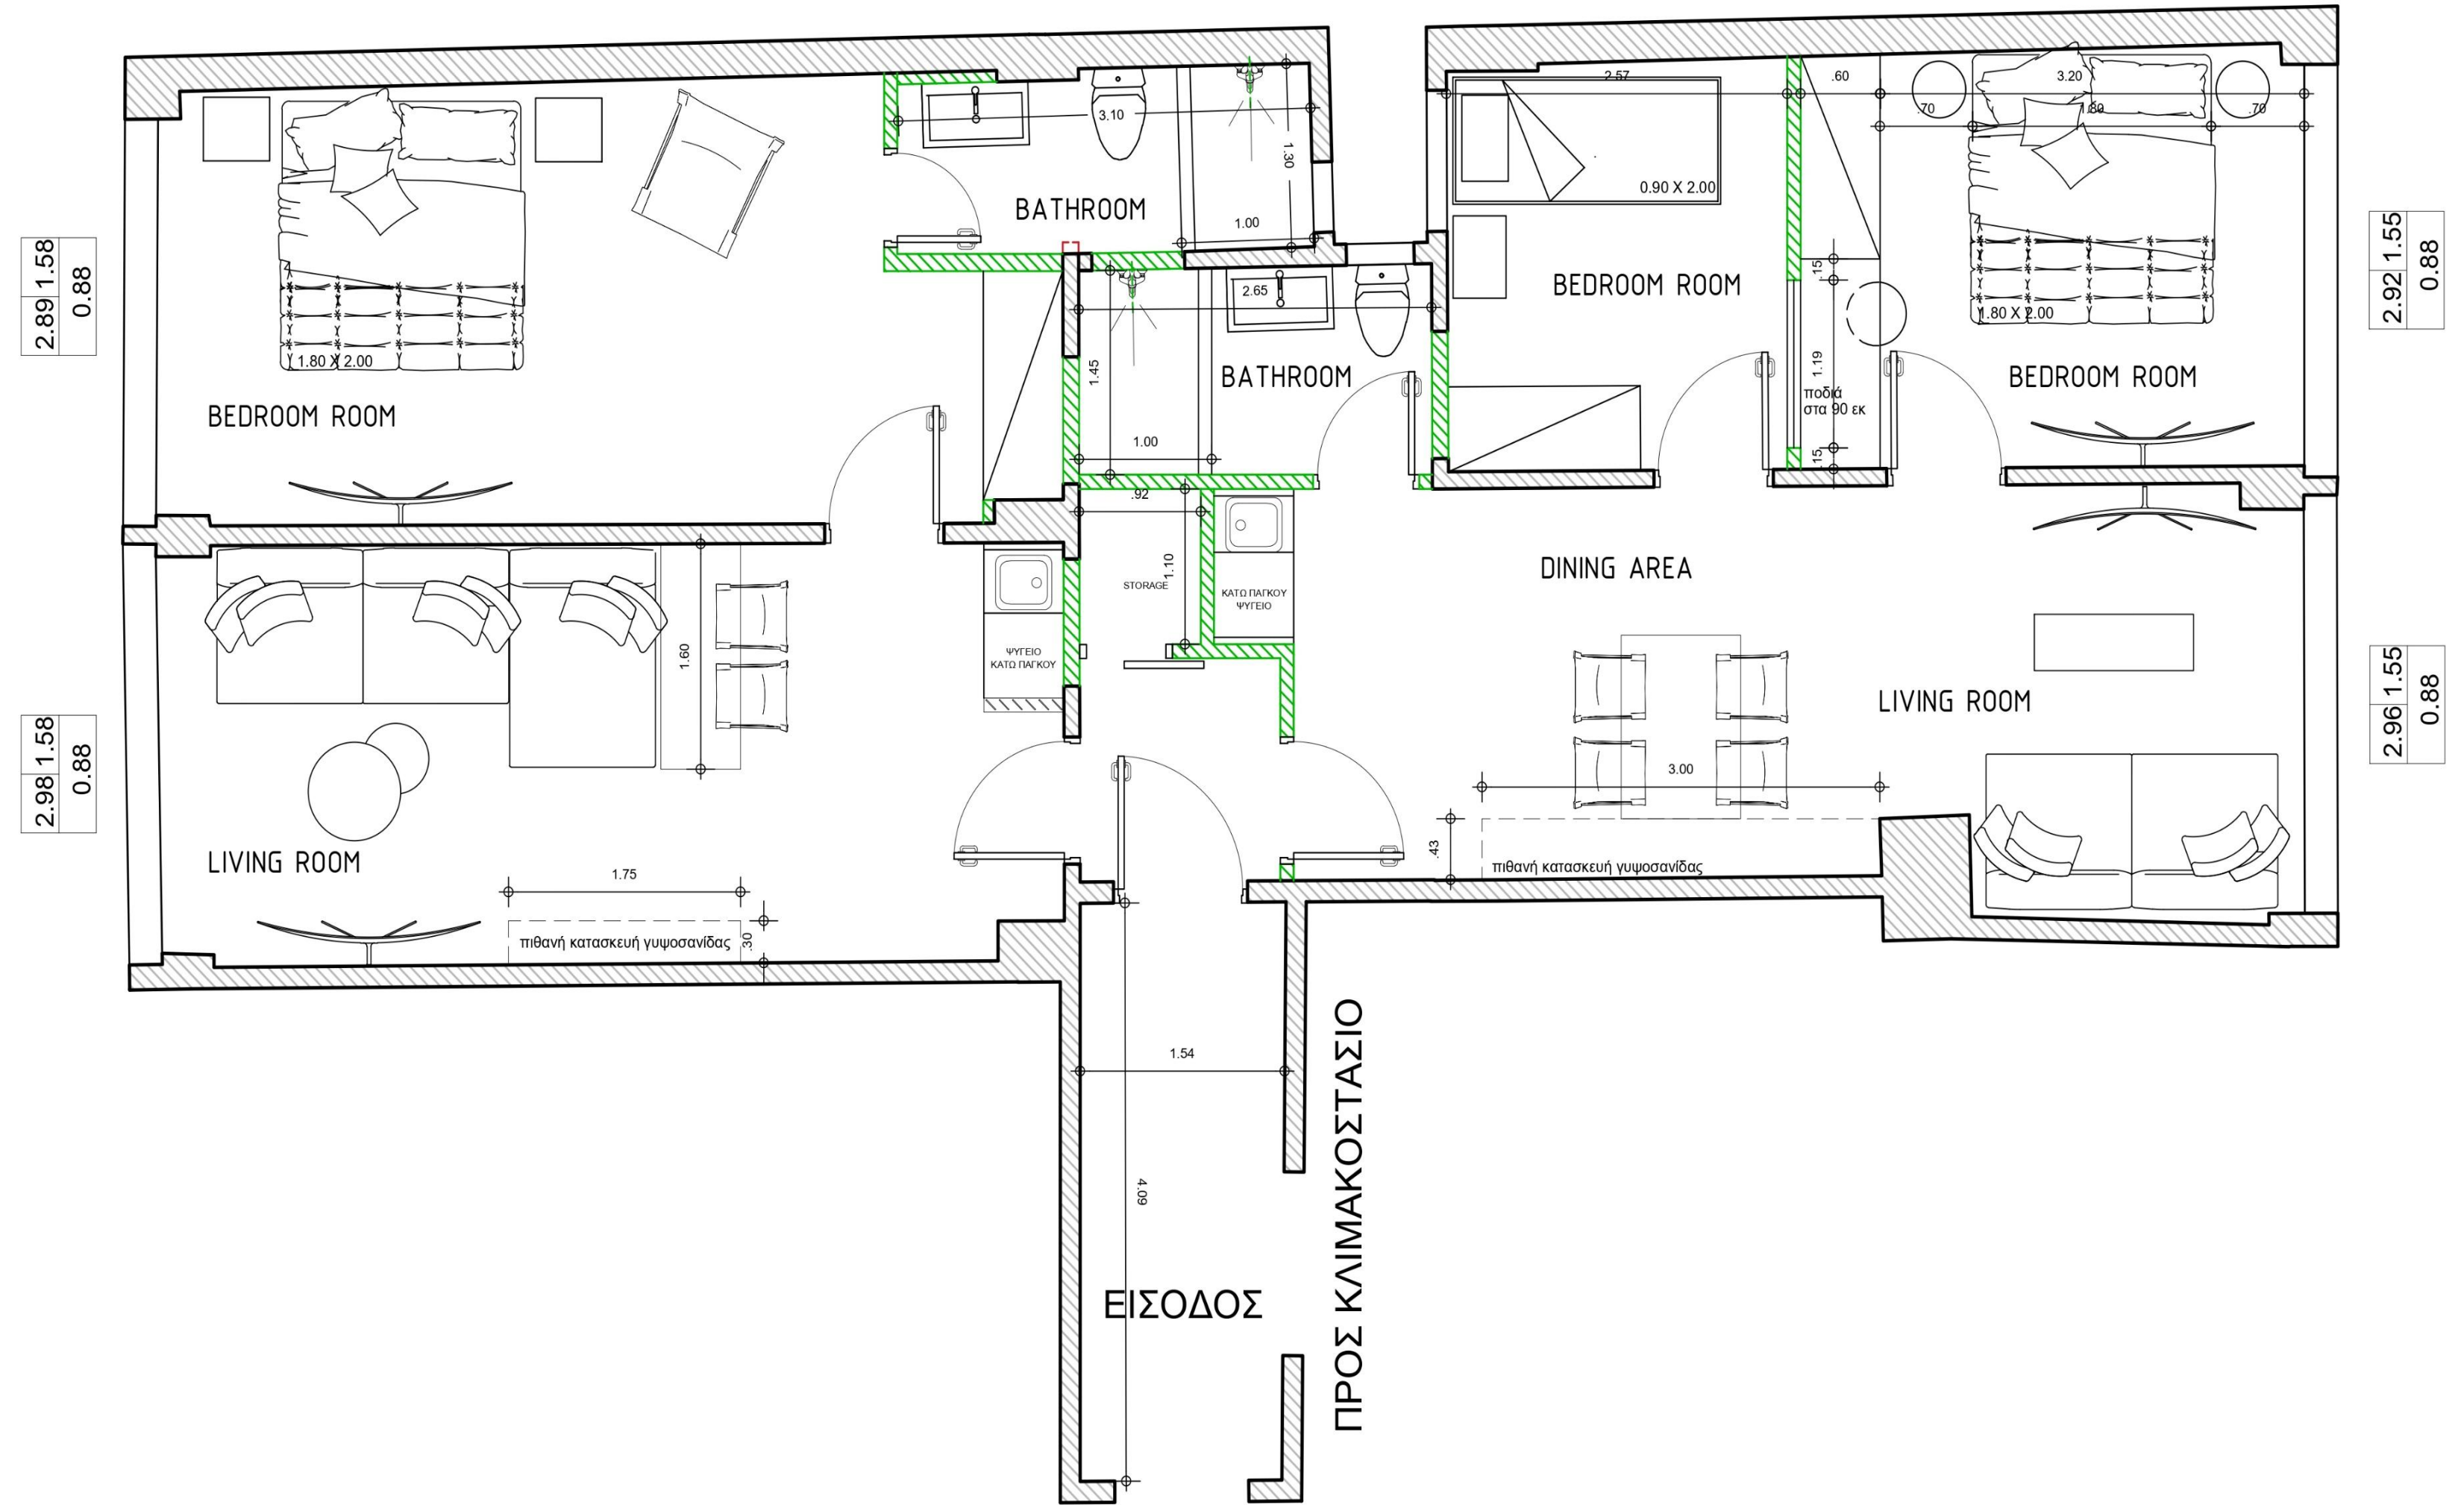 2.57
.60
3.20
.70
1.80
.70
3.10
1.30
0.90 X 2.00
BATHROOM
1.00
2.89 1.58
0.88
2.92 1.55
0.88
BEDROOM ROOM
.15
2.65
1.80 X 2.00
1.80 X 2.00
1.45
1.19
BATHROOM
BEDROOM ROOM
ποδιά
στα 90 εκ
BEDROOM ROOM
1.00
.15
.92
1.10
STORAGE
DINING AREA
ΚΑΤΩ ΠΑΓΚΟΥ
ΨΥΓΕΙΟ
1.60
ΨΥΓΕΙΟ
ΚΑΤΩ ΠΑΓΚΟΥ
LIVING ROOM
2.98 1.58
0.88
2.96 1.55
0.88
3.00
.43
LIVING ROOM
πιθανή κατασκευή γυψοσανίδας
1.75
πιθανή κατασκευή γυψοσανίδας
.30
1.54
4.09
ΕΙΣΟΔΟΣ
ΠΡΟΣ ΚΛΙΜΑΚΟΣΤΑΣΙΟ